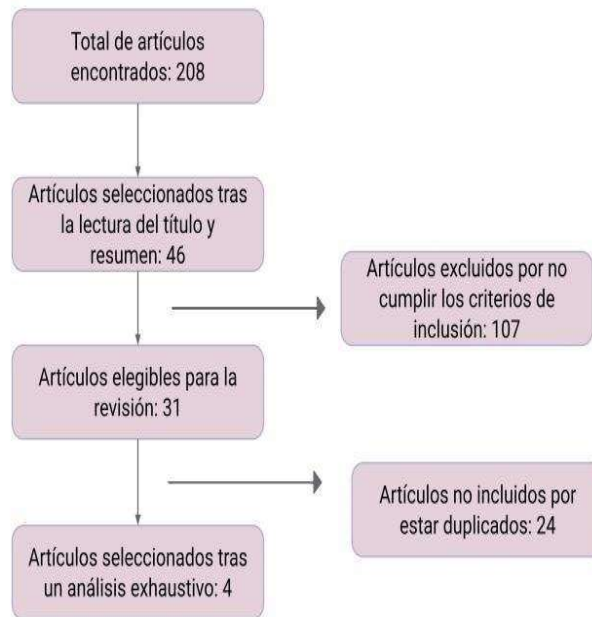 Total de artículos
encontrados: 208
Artículos seleccionados tras
la lectura del título y
resumen: 46
Artículos excluidos por no
cumplir los criterios de
inclusión: 107
Artículos elegibles para la
revisión: 31
Artículos no incluidos por
estar duplicados: 24
Artículos seleccionados tras
un análisis exhaustivo: 4